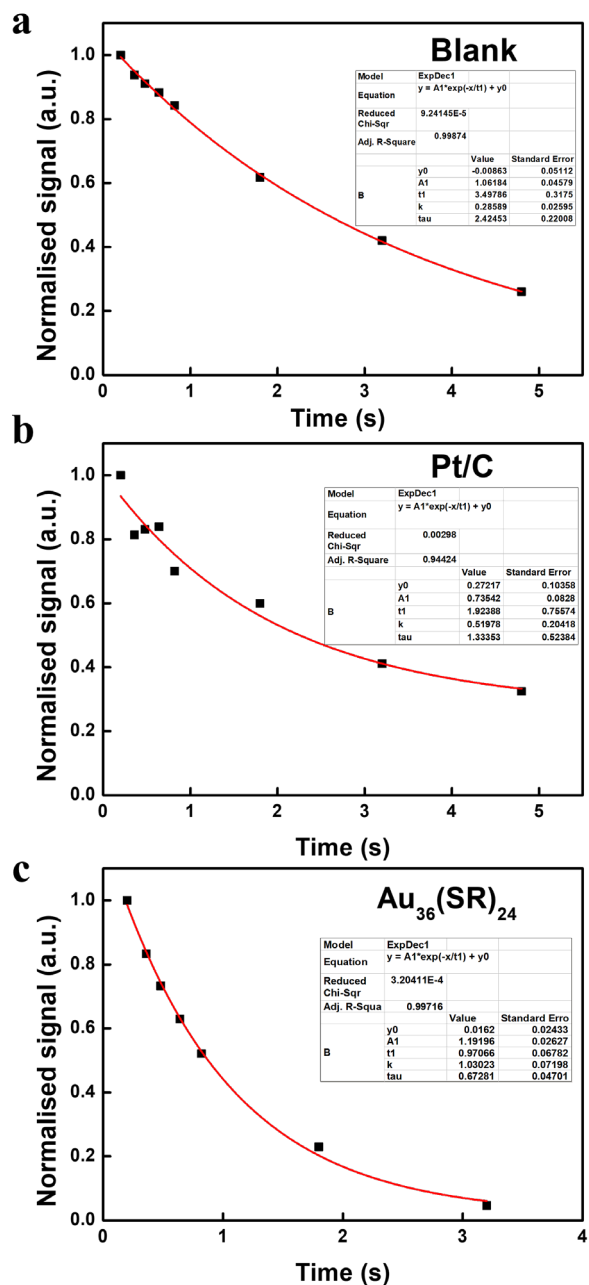 a
Blank
Model ExpDec1
Equation y = A1*exp(-x/t1) + y0
Reduced Chi-Sqr 9.24145E-5
Adj. R-Square 0.99874
Value Standard Error
B y0 -0.00863 0.05112
A1 1.06184 0.04579
t1 3.49786 0.3175
k 0.28589 0.02595
tau 2.42453 0.22008
Normalised signal (a.u.)
1.0
0.8
0.6
0.4
0.2
0.0
0 1 2 3 4 5
Time (s)
b
Pt/C
Model ExpDec1
Equation y = A1*exp(-x/t1) + y0
Reduced Chi-Sqr 0.00298
Adj. R-Square 0.94424
Value Standard Error
B y0 0.27217 0.10358
A1 0.73542 0.0828
t1 1.92388 0.75574
k 0.51978 0.20418
tau 1.33353 0.52384
Normalised signal (a.u.)
1.0
0.8
0.6
0.4
0.2
0.0
0 1 2 3 4 5
Time (s)
c
Au36(SR)24
Model ExpDec1
Equation y = A1*exp(-x/t1) + y0
Reduced Chi-Sqr 3.20411E-4
Adj. R-Squa 0.99716
Value Standard Erro
B y0 0.0162 0.02433
A1 1.19196 0.02627
t1 0.97066 0.06782
k 1.03023 0.07198
tau 0.67281 0.04701
Normalised signal (a.u.)
1.0
0.8
0.6
0.4
0.2
0.0
0 1 2 3 4
Time (s)